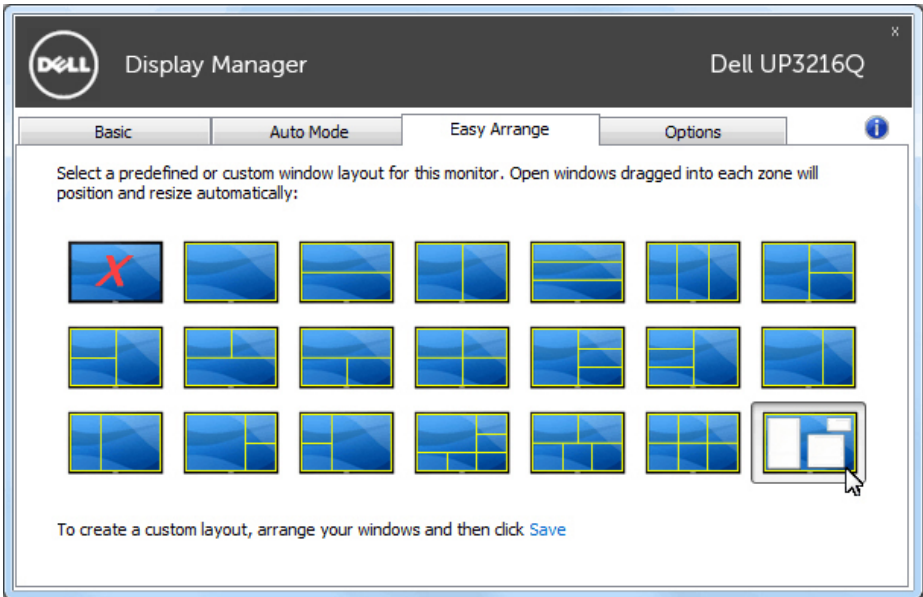 X
DELL
Display Manager
Dell UP3216Q
Basic
Auto Mode
Easy Arrange
Options
i
Select a predefined or custom window layout for this monitor. Open windows dragged into each zone will
position and resize automatically:
X
To create a custom layout, arrange your windows and then click Save